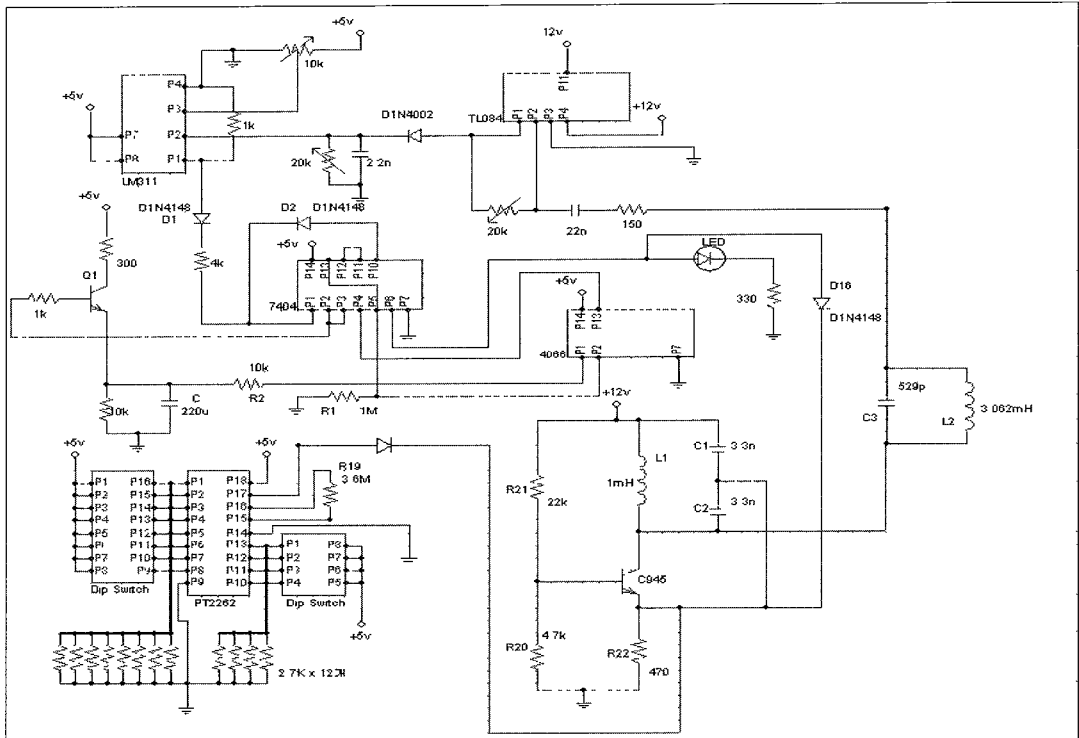 +5v
10k
12v
P4
P11
P3
+5v
1k
D1N4002
TL084
P1 P2 P3 P4
+12v
P7
P2
P8
P1
20k
2 2n
LM311
D1N4148
D1
D2
D1N4148
20k
22n
150
+5v
+5v
LED
P14 P13 P12 P11 P10
300
4k
7404
P1 P2 P3 P4 P5 P6 P7
+5v
330
D16
Q1
P14 P13
D1N4148
1k
4066
P1 P2
P7
10k
R2
+12v
529p
C3
L2
3 062mH
10k
C
220u
R1
1M
+5v
+5v
L1
C1
3 3n
R19
3 6M
R21
22k
1mH
C2
3 3n
P1 P16 P1 P18
P2 P15 P2 P17
P3 P14 P3 P16
P4 P13 P4 P15
P5 P12 P5 P14
P11 P6 P13 P1 P8
P7 P10 P7 P12 P2 P7
P8 P9 P8 P11 P3 P6
P9 P10 P4 P5
Dip Switch
PT2262
Dip Switch
C945
+5v
4 7k
R20
R22
470